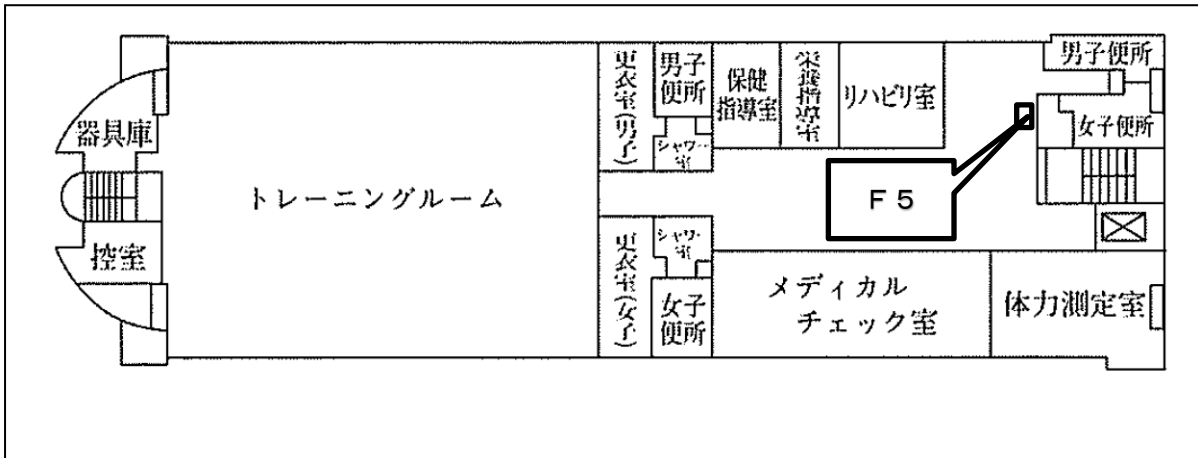 器具庫
控室
トレーニングルーム
更衣室(男子)
男子
便所
シャワー
室
保健
指導室
栄養指導室
リハビリ室
男子便所
女子便所
F5
更衣室(女子)
シャワー
室
女子
便所
メディカル
チェック室
体力測定室